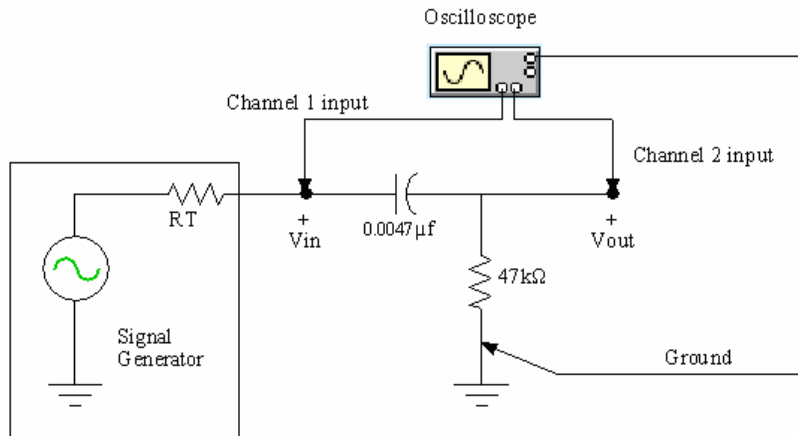 Oscilloscope
Channel 1 input
Channel 2 input
RT
+
Vin
0.0047μf
+
Vout
47kΩ
Signal
Generator
Ground